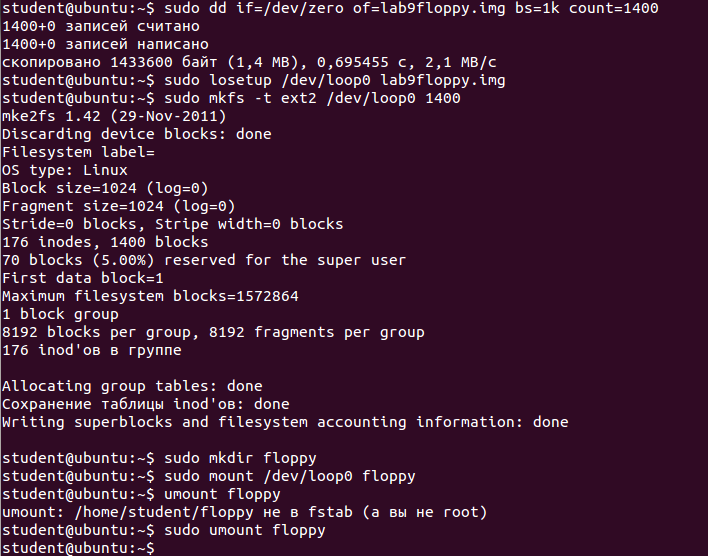 student@ubuntu:~$ sudo dd if=/dev/zero of=lab9floppy.img bs=1k count=1400
1400+0 записей считано
1400+0 записей написано
скопировано 1433600 байт (1,4 MB), 0,695455 c, 2,1 MB/c
student@ubuntu:~$ sudo losetup /dev/loop0 lab9floppy.img
student@ubuntu:~$ sudo mkfs -t ext2 /dev/loop0 1400
mke2fs 1.42 (29-Nov-2011)
Discarding device blocks: done
Filesystem label=
OS type: Linux
Block size=1024 (log=0)
Fragment size=1024 (log=0)
Stride=0 blocks, Stripe width=0 blocks
176 inodes, 1400 blocks
70 blocks (5.00%) reserved for the super user
First data block=1
Maximum filesystem blocks=1572864
1 block group
8192 blocks per group, 8192 fragments per group
176 inod'ов в группе
Allocating group tables: done
Сохранение таблицы inod'ов: done
Writing superblocks and filesystem accounting information: done
student@ubuntu:~$ sudo mkdir floppy
student@ubuntu:~$ sudo mount /dev/loop0 floppy
student@ubuntu:~$ umount floppy
umount: /home/student/floppy не в fstab (а вы не root)
student@ubuntu:~$ sudo umount floppy
student@ubuntu:~$